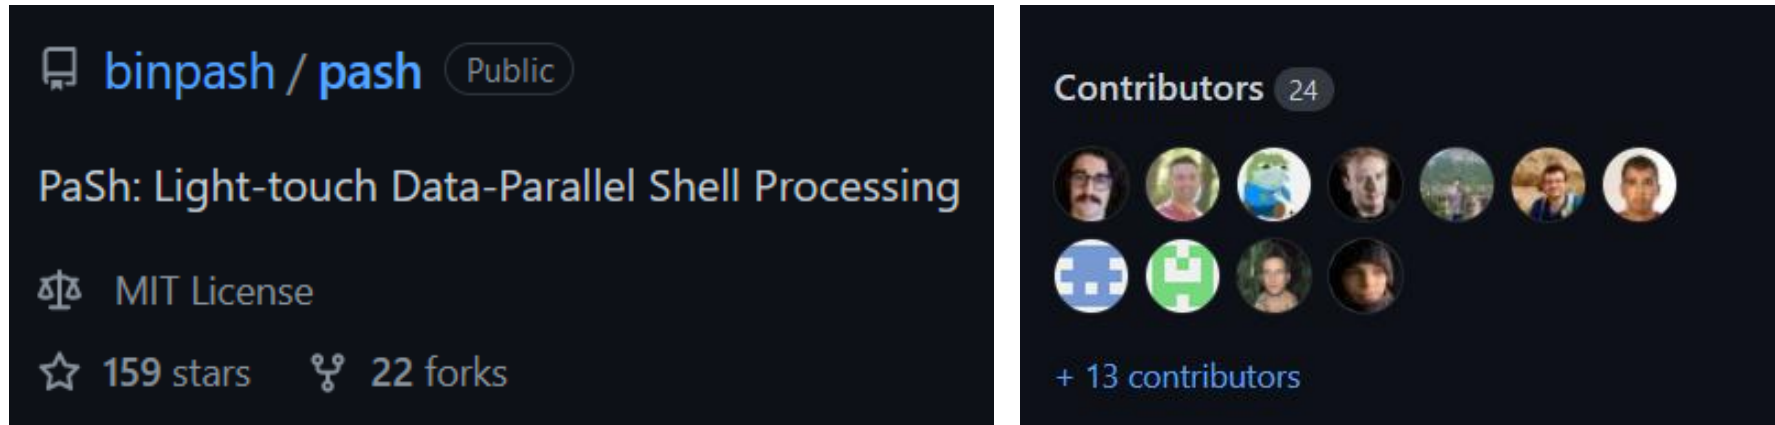 binpash / pash Public
PaSh: Light-touch Data-Parallel Shell Processing
MIT License
159 stars 22 forks
Contributors 24
+ 13 contributors